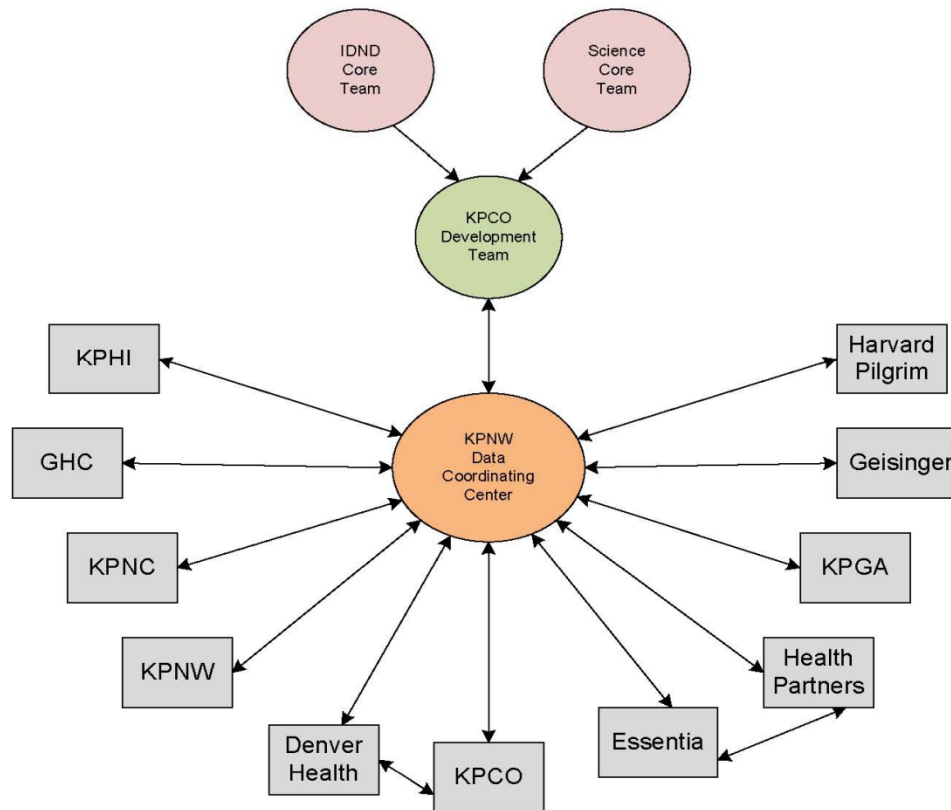 IDND
Core
Team
Science
Core
Team
KPCO
Development
Team
KPHI
Harvard
Pilgrim
KPNW
Data
Coordinating
Center
GHC
Geisinger
KPNC
KPGA
KPNW
Health
Partners
Denver
Health
KPCO
Essentia